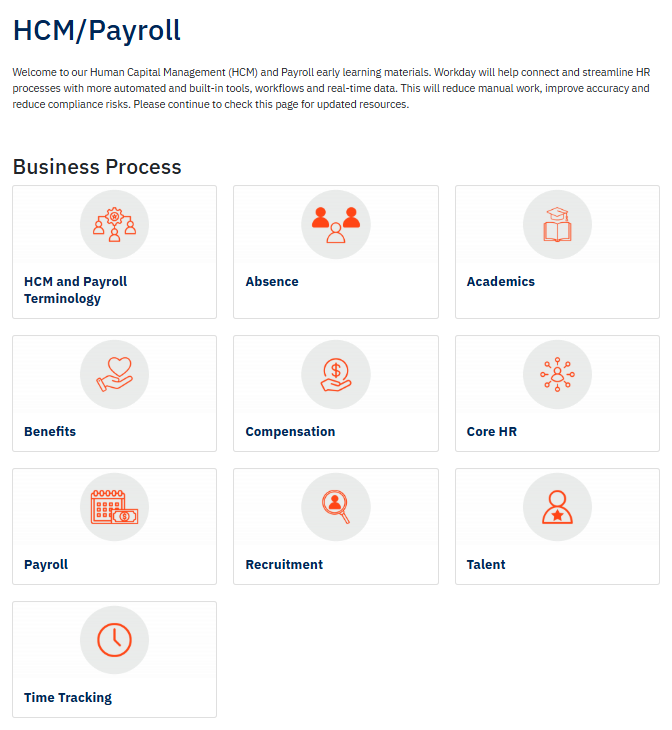 HCM/Payroll
Welcome to our Human Capital Management (HCM) and Payroll early learning materials. Workday will help connect and streamline HR
processes with more automated and built-in tools, workflows and real-time data. This will reduce manual work, improve accuracy and
reduce compliance risks. Please continue to check this page for updated resources.
Business Process
HCM and Payroll
Terminology
Absence
Academics
Benefits
Compensation
Core HR
Payroll
Recruitment
Talent
Time Tracking